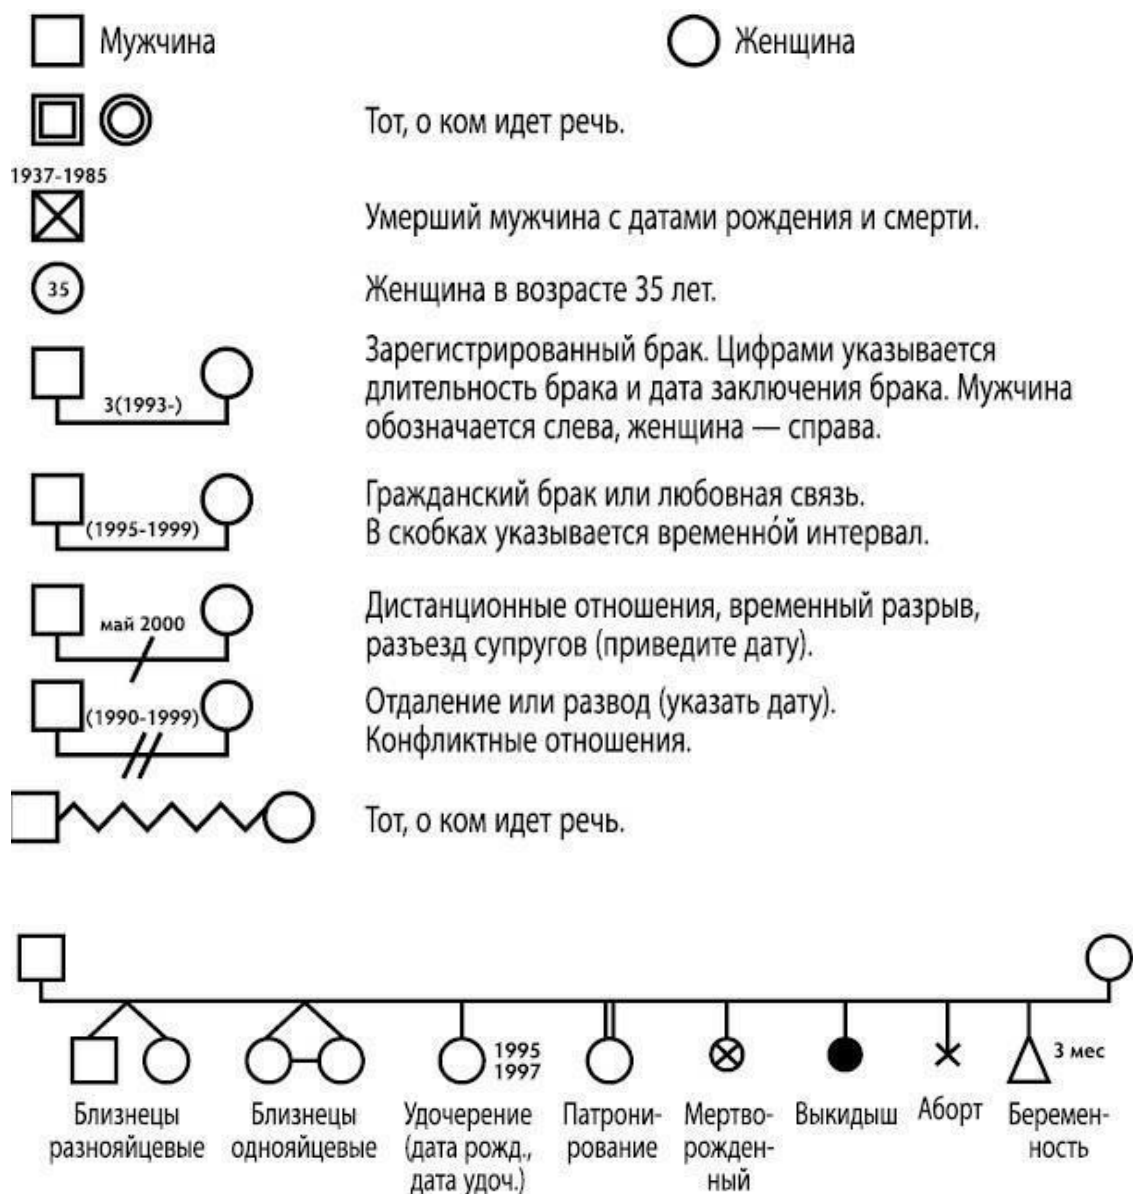 Мужчина
Женщина
Тот, о ком идет речь.
1937-1985
Умерший мужчина с датами рождения и смерти.
35
Женщина в возрасте 35 лет.
3(1993-)
Зарегистрированный брак. Цифрами указывается
длительность брака и дата заключения брака. Мужчина
обозначается слева, женщина — справа.
(1995-1999)
Гражданский брак или любовная связь.
В скобках указывается временно́й интервал.
май 2000
Дистанционные отношения, временный разрыв,
разъезд супругов (приведите дату).
(1990-1999)
Отдаление или развод (указать дату).
Конфликтные отношения.
Тот, о ком идет речь.
1995
1997
3 мес
Близнецы
разнояйцевые
Близнецы
однояйцевые
Удочерение
(дата рожд.,
дата удоч.)
Патрони-
рование
Мертво-
рожден-
ный
Выкидыш
Аборт
Беремен-
ность